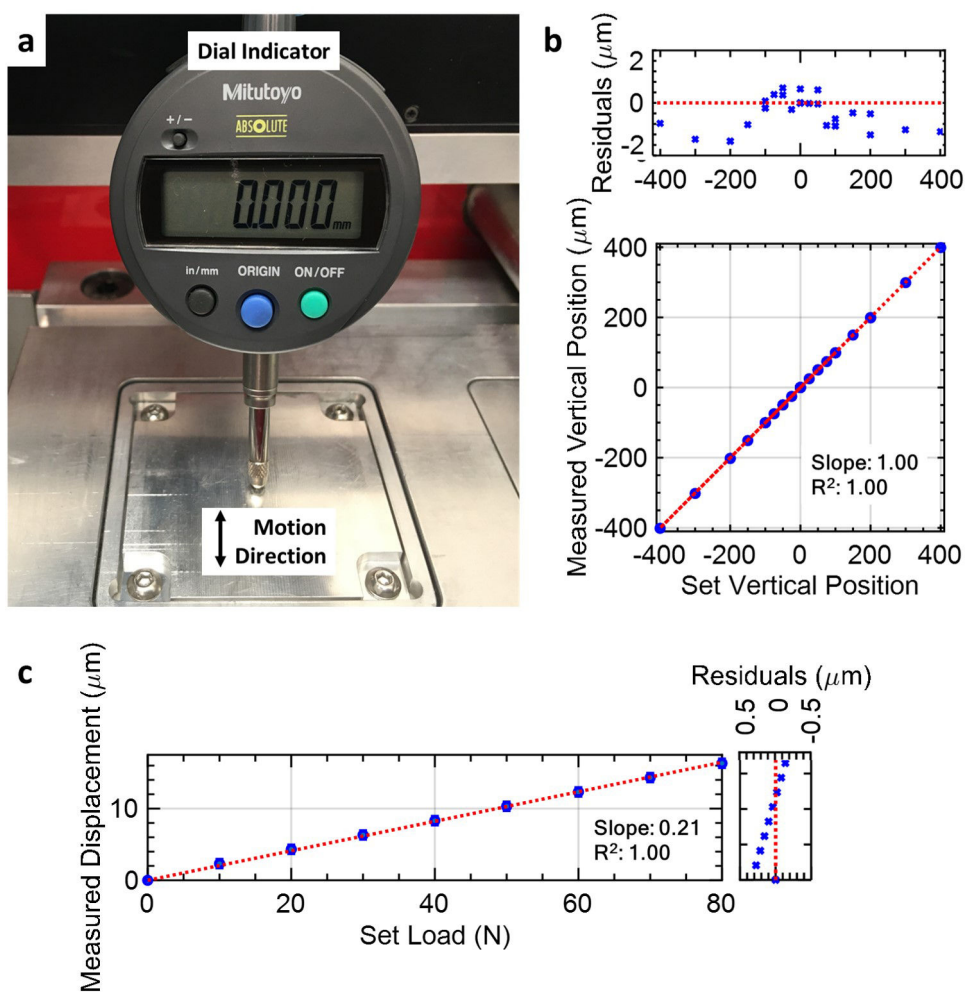 a
Dial Indicator
Mitutoyo
ABSOLUTE
+/−
0.000 mm
in/mm ORIGIN ON/OFF
Motion
Direction
b
Residuals (μm)
2
0
-2
-400 -200 0 200 400
Measured Vertical Position (μm)
400
200
0
-200
-400
Slope: 1.00
R²: 1.00
-400 -200 0 200 400
Set Vertical Position
c
Measured Displacement (μm)
10
0
Slope: 0.21
R²: 1.00
0 20 40 60 80
Set Load (N)
Residuals (μm)
0.5 0 -0.5